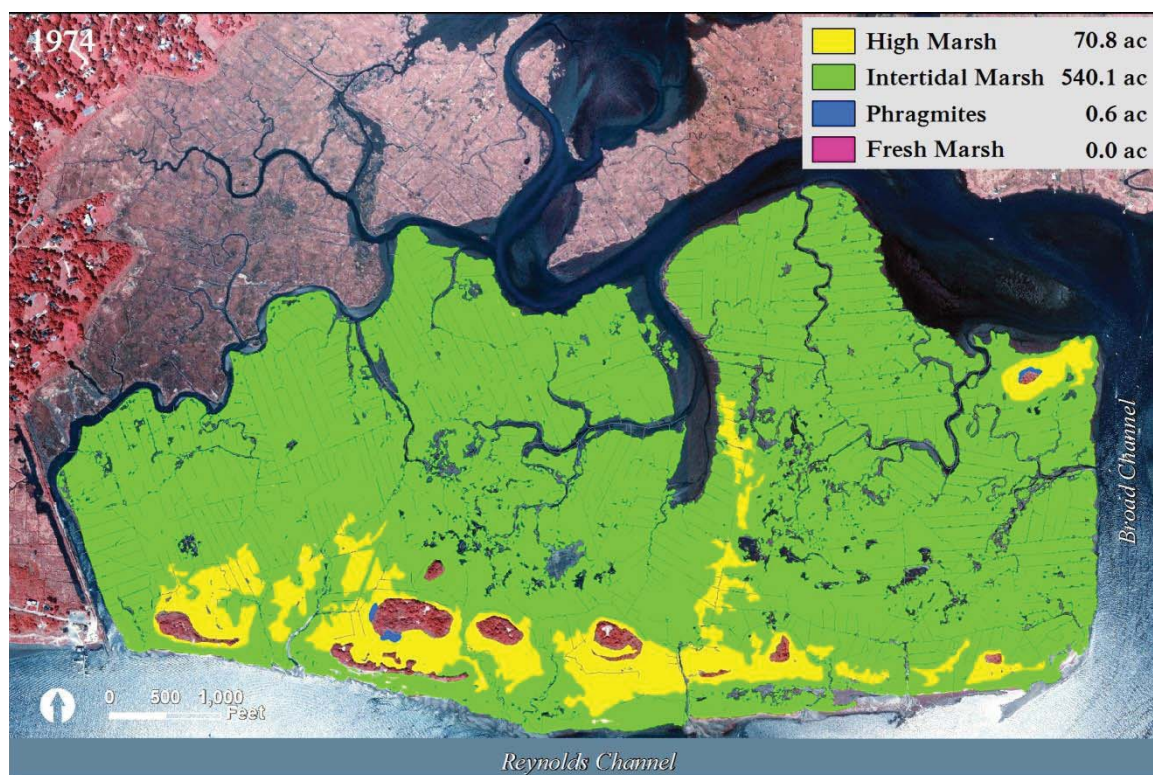 1974
High Marsh 70.8 ac
Intertidal Marsh 540.1 ac
Phragmites 0.6 ac
Fresh Marsh 0.0 ac
Broad Channel
0 500 1,000
Feet
Reynolds Channel